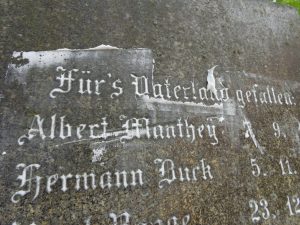 Für's Vaterland gefallen
Albert Manthey * 9.
Hermann Buck 5. 11.
23. 12